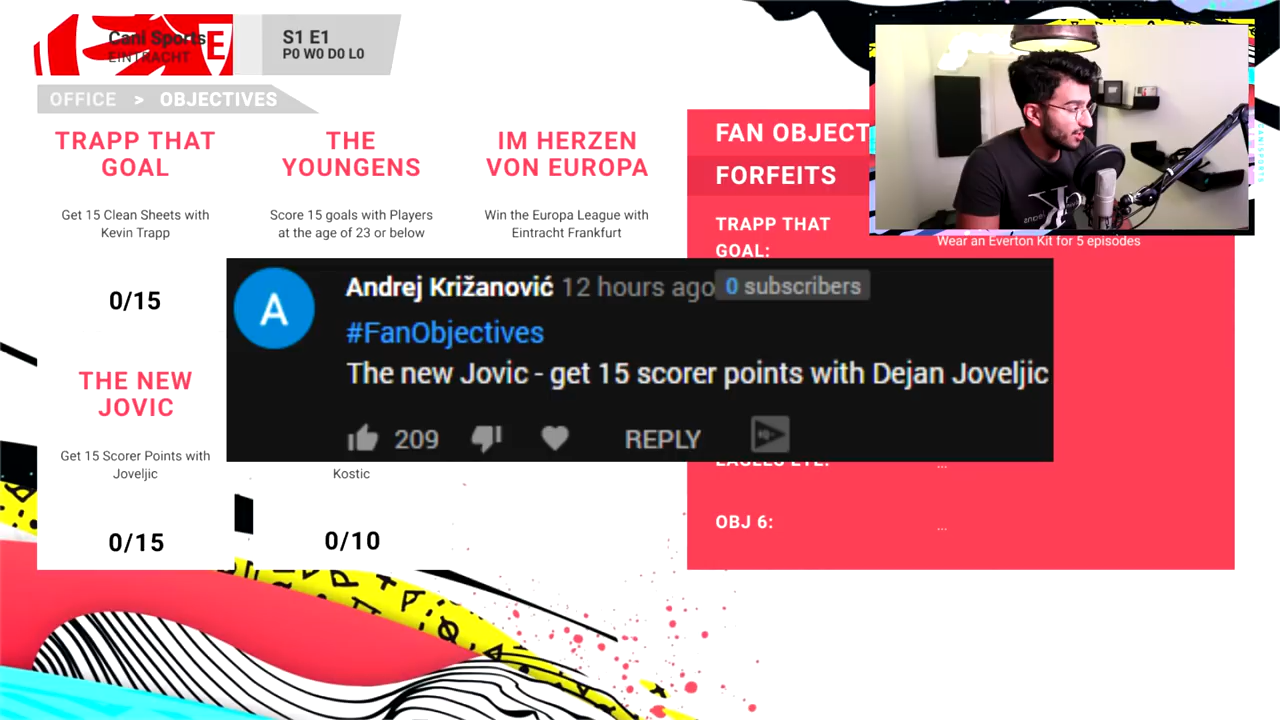 Cani Sports
EINTRACHT
E
S1 E1
P0 W0 D0 L0
OFFICE > OBJECTIVES
TRAPP THAT
GOAL
Get 15 Clean Sheets with
Kevin Trapp
0/15
THE
YOUNGENS
Score 15 goals with Players
at the age of 23 or below
IM HERZEN
VON EUROPA
Win the Europa League with
Eintracht Frankfurt
FAN OBJECT
FORFEITS
TRAPP THAT
GOAL:
Wear an Everton Kit for 5 episodes
A
Andrej Križanović 12 hours ago 0 subscribers
#FanObjectives
The new Jovic - get 15 scorer points with Dejan Joveljic
209
REPLY
THE NEW
JOVIC
Get 15 Scorer Points with
Joveljic
0/15
Kostic
0/10
EAGLES EYE:
...
OBJ 6:
...